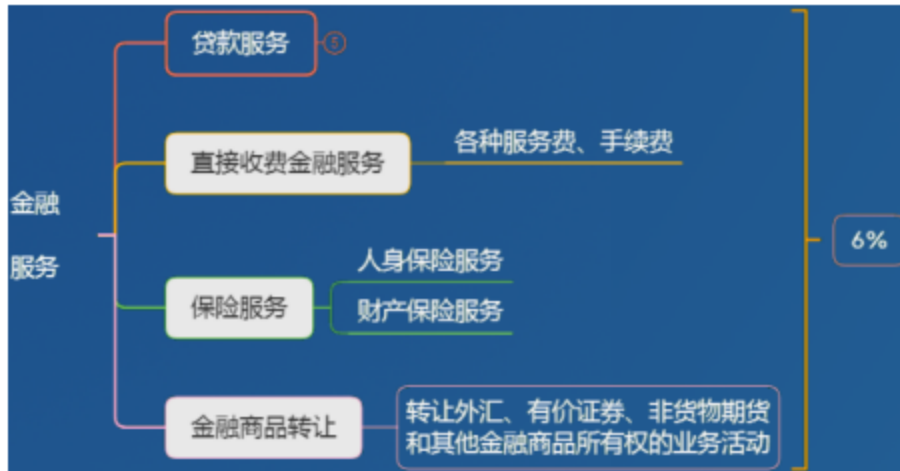 贷款服务
5
直接收费金融服务
各种服务费、手续费
金融
服务
6%
人身保险服务
保险服务
财产保险服务
金融商品转让
转让外汇、有价证券、非货物期货
和其他金融商品所有权的业务活动